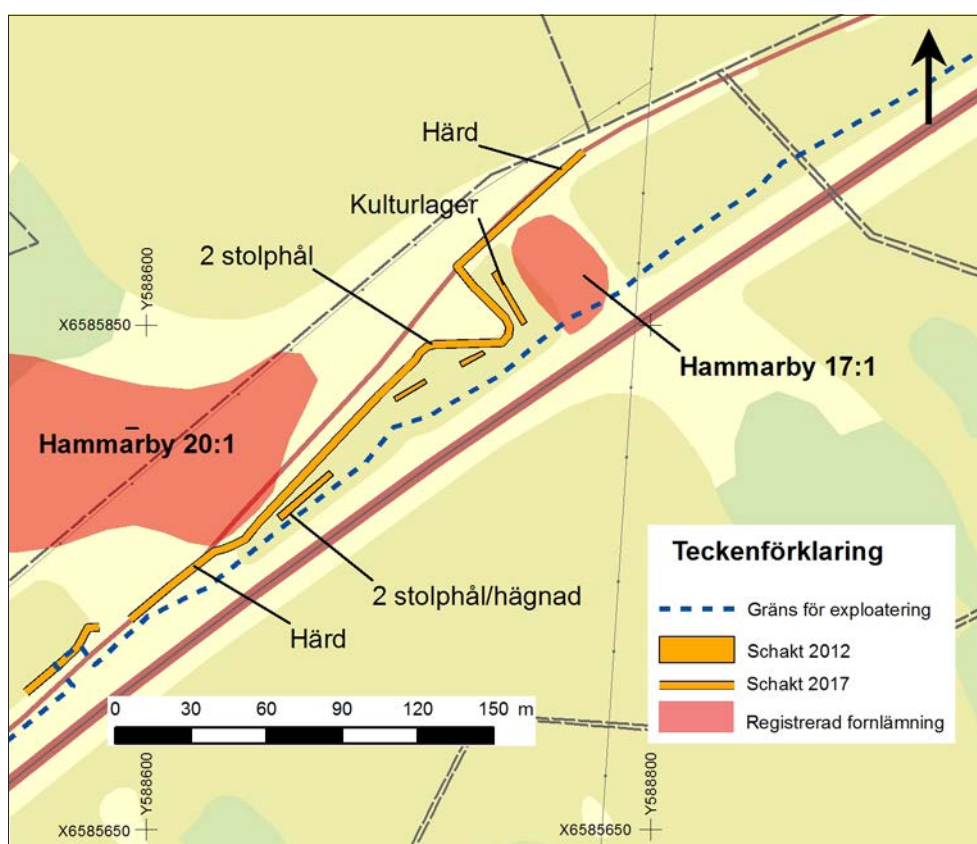 Härd
Kulturlager
2 stolphål
Y588600
X6585850
Hammarby 17:1
Hammarby 20:1
2 stolphål/hägnad
Härd
Teckenförklaring
Gräns för exploatering
Schakt 2012
Schakt 2017
Registrerad fornlämning
0 30 60 90 120 150 m
Y588600
Y588800
X6585650
X6585650